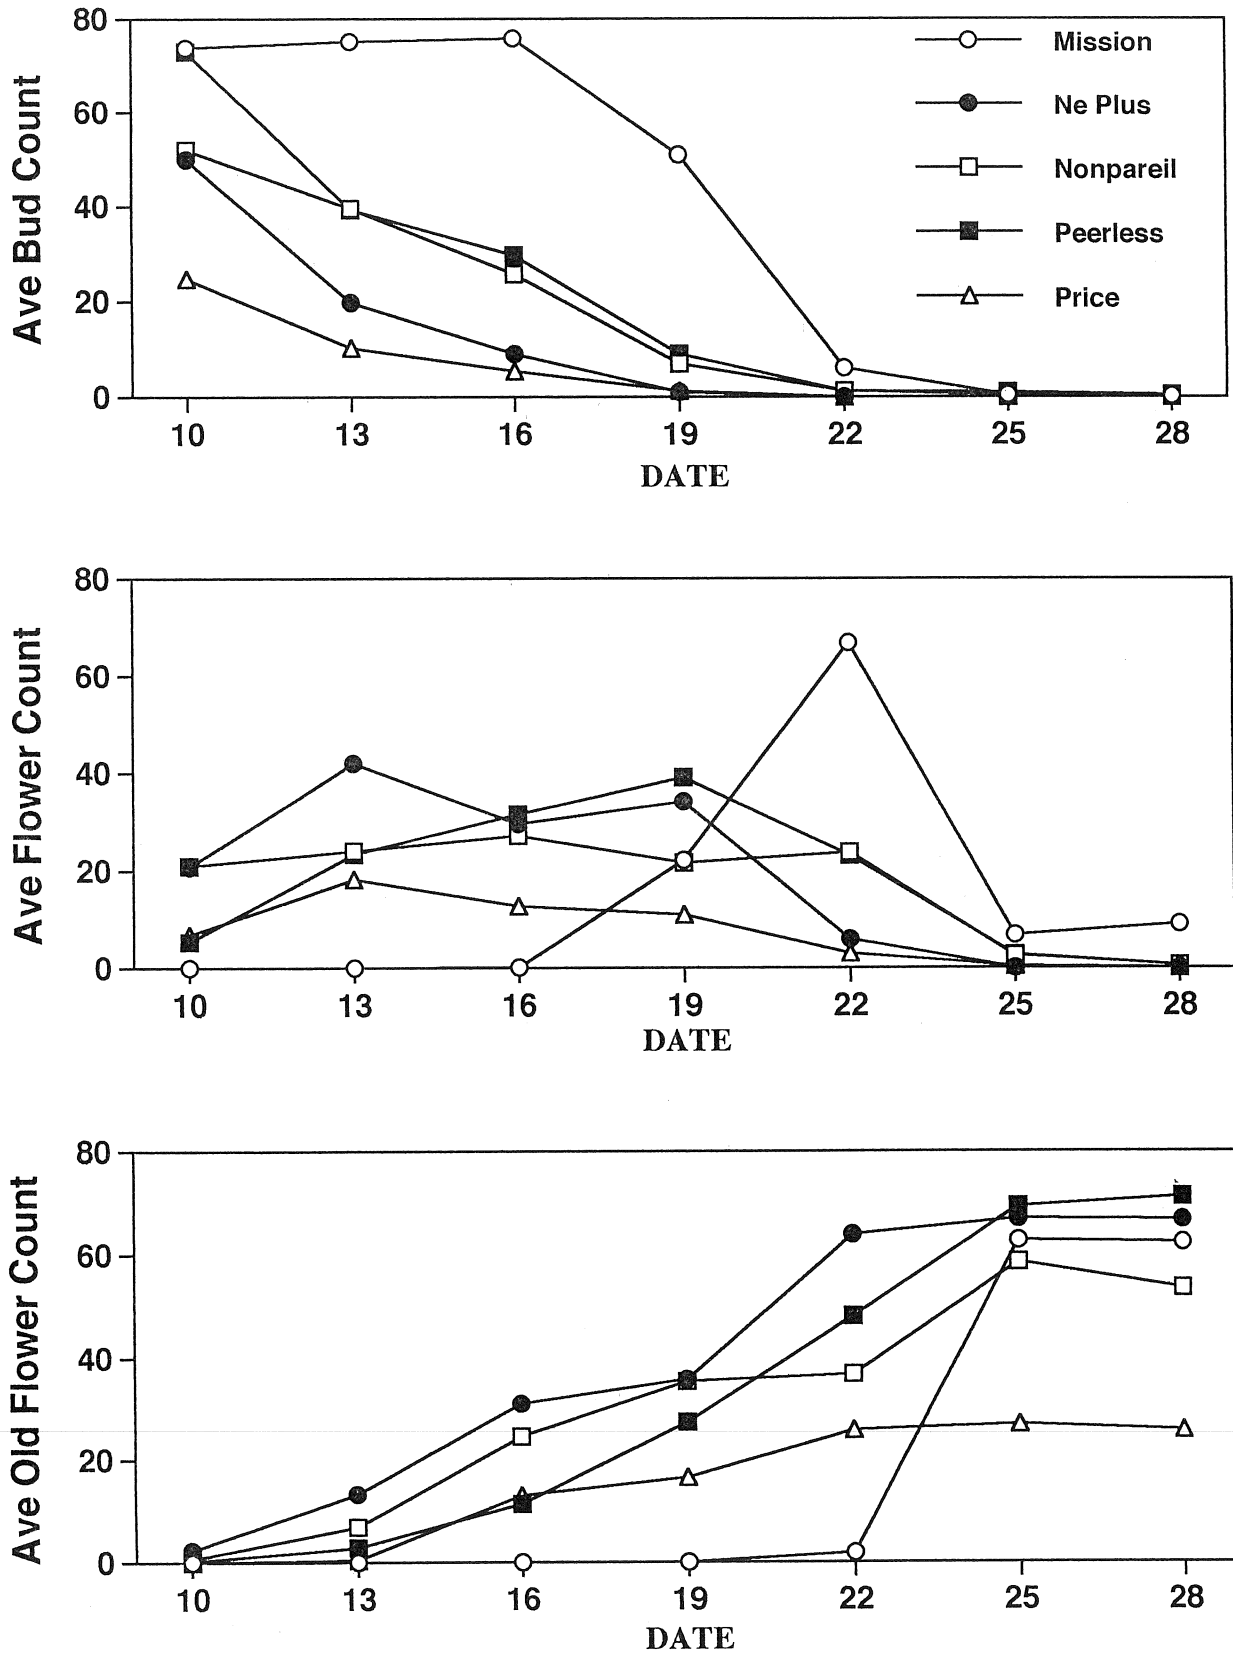 Ave Bud Count
80
60
40
20
0
Mission
Ne Plus
Nonpareil
Peerless
Price
10 13 16 19 22 25 28
DATE
Ave Flower Count
80
60
40
20
0
10 13 16 19 22 25 28
DATE
Ave Old Flower Count
80
60
40
20
0
10 13 16 19 22 25 28
DATE